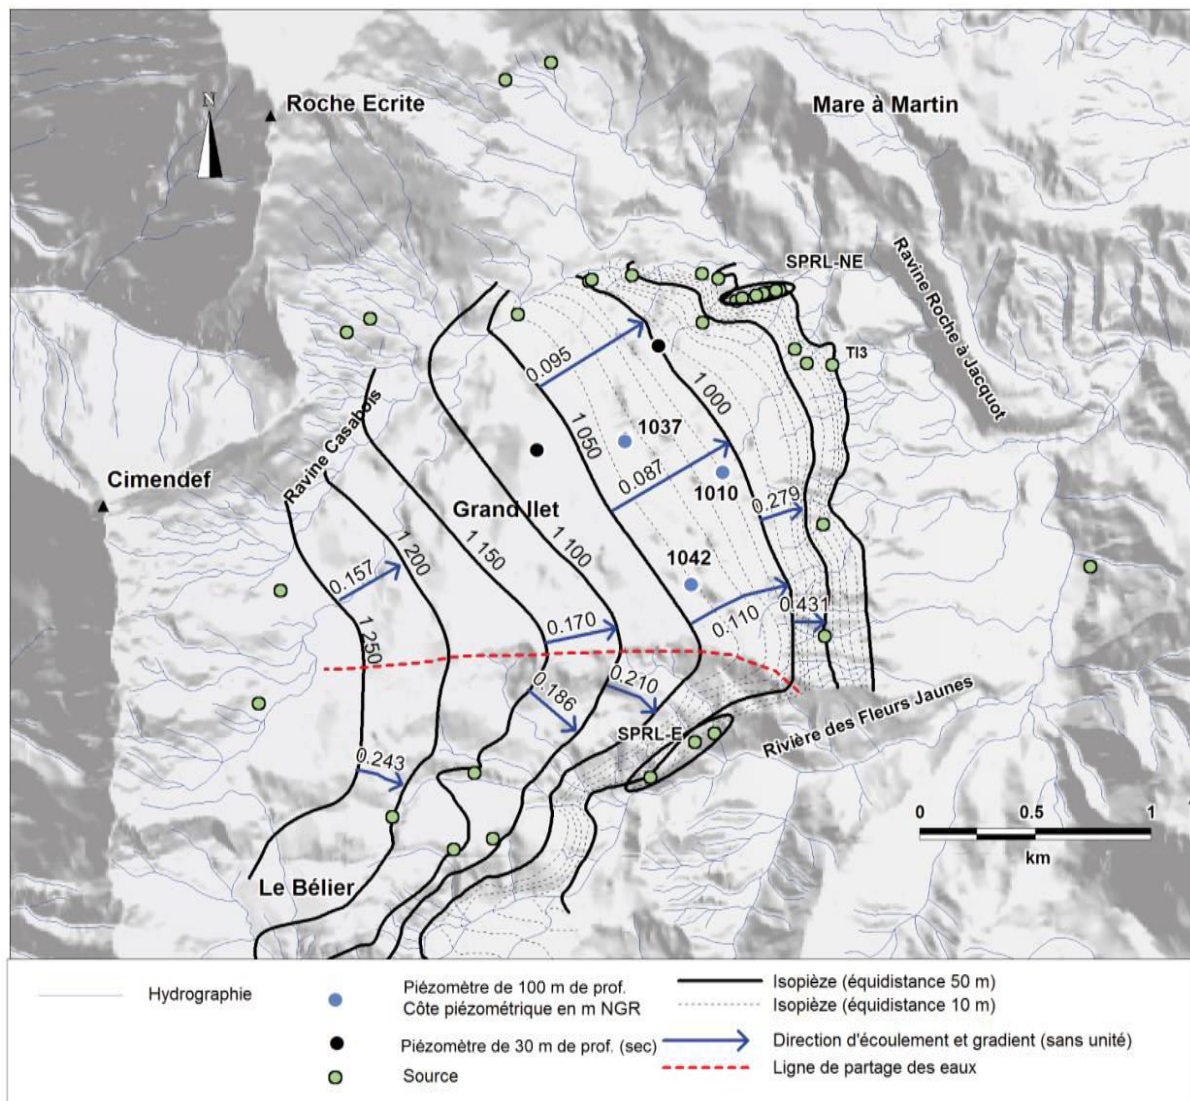 N
Roche Ecrite
Mare à Martin
SPRL-NE
Ravine Roche à Jacquot
TI3
0.095
1 000
Ravine Casabois
1 050
1037
Cimendef
0.087
1010
0.279
Grand Ilet
1 200
1 150
1 100
1042
0.157
0.170
0.110
0.431
1 250
0.210
0.186
SPRL-E
Rivière des Fleurs Jaunes
0.243
0 0.5 1
km
Le Bélier
Hydrographie
Piézomètre de 100 m de prof.
Côte piézométrique en m NGR
Piézomètre de 30 m de prof. (sec)
Source
Isopièze (équidistance 50 m)
Isopièze (équidistance 10 m)
Direction d'écoulement et gradient (sans unité)
Ligne de partage des eaux